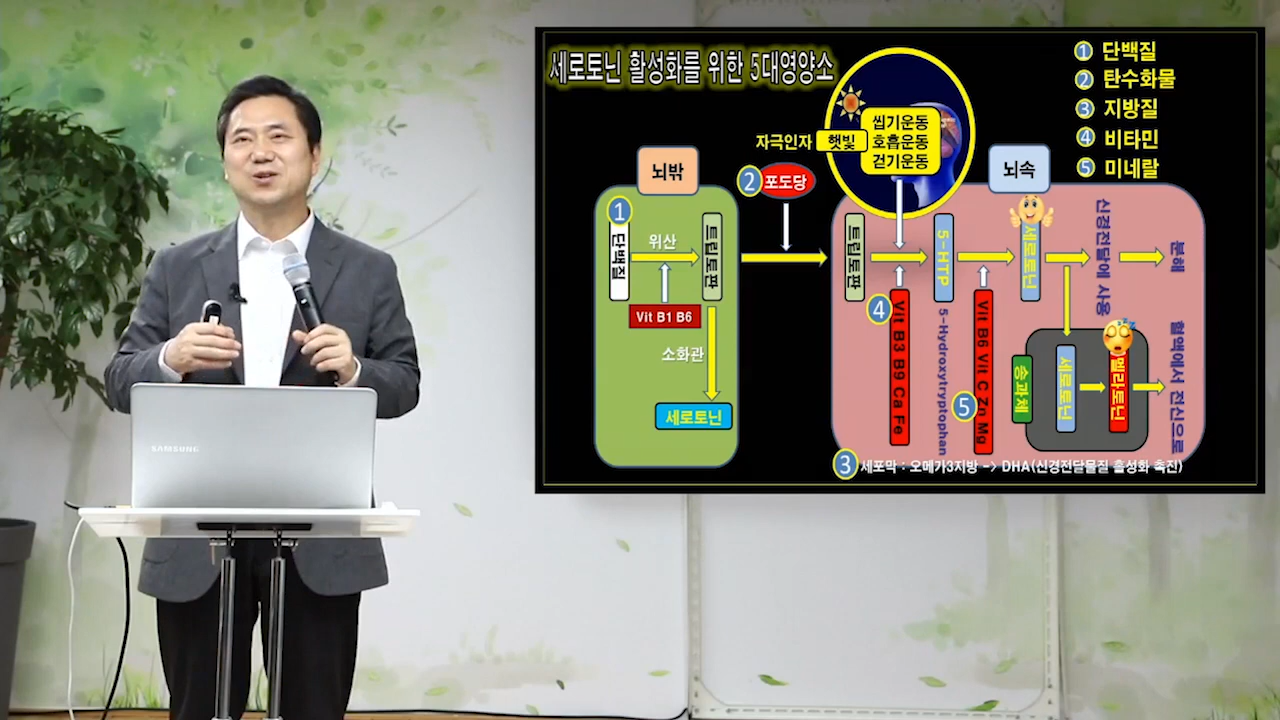 세로토닌 활성화를 위한 5대영양소
① 단백질
② 탄수화물
③ 지방질
④ 비타민
⑤ 미네랄
씹기운동
호흡운동
걷기운동
자극인자
햇빛
뇌밖
② 포도당
뇌속
①
단백질
위산
트립토판
Vit B1 B6
소화관
세로토닌
트립토판
5-HTP
5-Hydroxytryptophan
④
Vit B3 B9 Ca Fe
⑤
Vit B6 Vit C Zn Mg
세로토닌
신경전달에 사용
분해
송과체
세로토닌
멜라토닌
혈액에서 전신으로
③ 세포막 : 오메가3지방 -> DHA(신경전달물질 활성화 촉진)
SAMSUNG